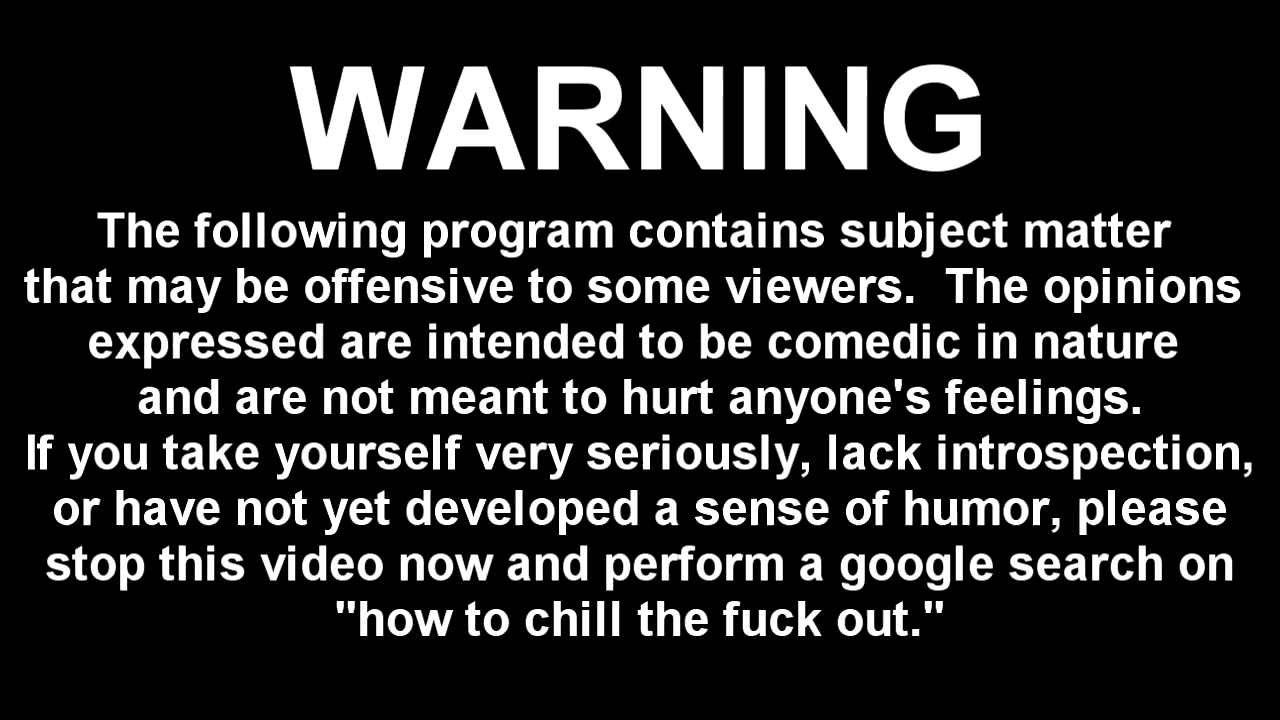 WARNING
The following program contains subject matter
that may be offensive to some viewers.  The opinions
expressed are intended to be comedic in nature
and are not meant to hurt anyone's feelings.
If you take yourself very seriously, lack introspection,
or have not yet developed a sense of humor, please
stop this video now and perform a google search on
"how to chill the fuck out."